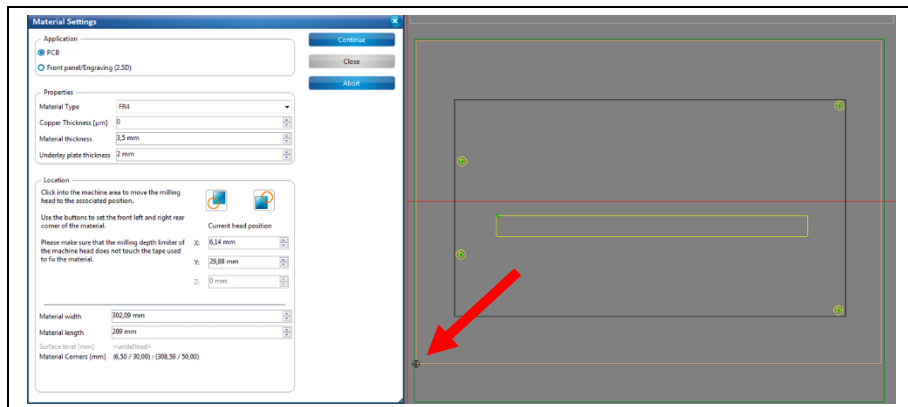 Material Settings
Application
PCB
Front panel/Engraving (2.5D)
Continue
Close
Abort
Properties
Material Type FR4
Copper Thickness [µm] 0
Material thickness 3,5 mm
Underlay plate thickness 2 mm
Location
Click into the machine area to move the milling
head to the associated position.
Use the buttons to set the front left and right rear
corner of the material.
Please make sure that the milling depth limiter of
the machine head does not touch the tape used
to fix the material.
Current head position
X: 6,14 mm
Y: 29,88 mm
Z: 0 mm
Material width 302,09 mm
Material length 209 mm
Surface level [mm] <undefined>
Material Corners [mm] (6,50 / 30,00) : (308,59 / 50,00)